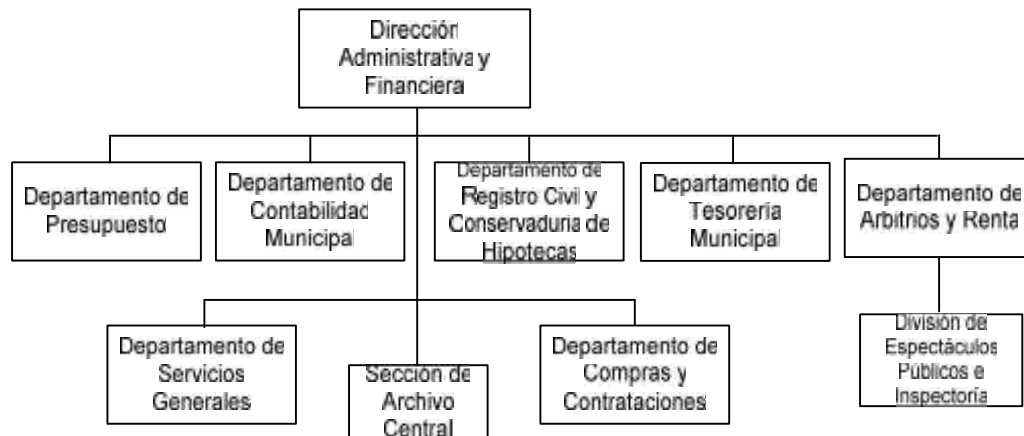 Dirección
Administrativa y
Financiera
Departamento de
Presupuesto
Departamento de
Contabilidad
Municipal
Departamento de
Registro Civil y
Conservaduria de
Hipotecas
Departamento de
Tesorería
Municipal
Departamento de
Arbitrios y Renta
Departamento de
Servicios
Generales
Sección de
Archivo
Central
Departamento de
Compras y
Contrataciones
División de
Espectáculos
Públicos e
Inspectoría